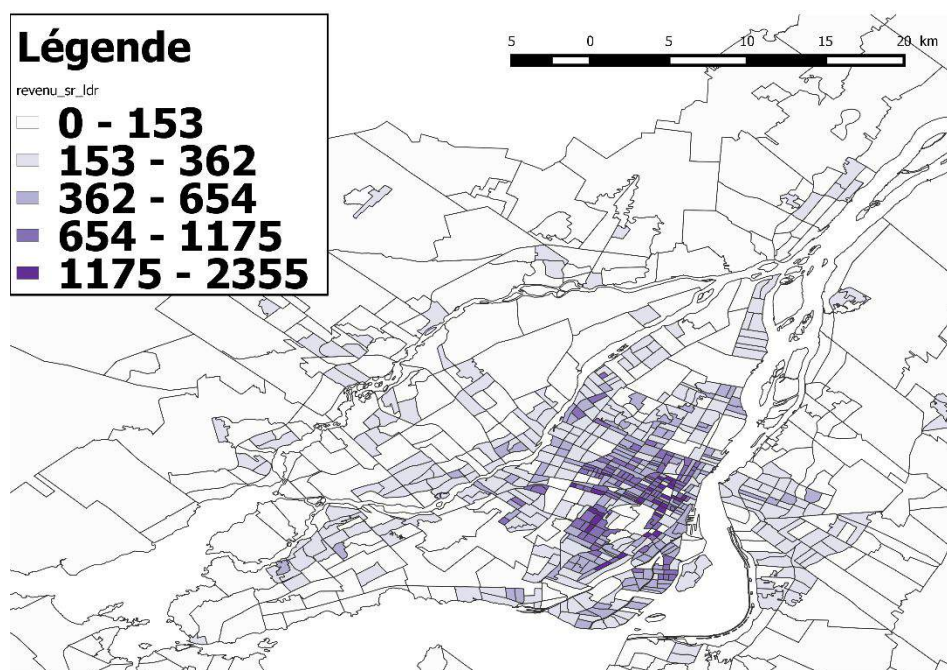 Légende
revenu_sr_ldr
0 - 153
153 - 362
362 - 654
654 - 1175
1175 - 2355
5 0 5 10 15 20 km